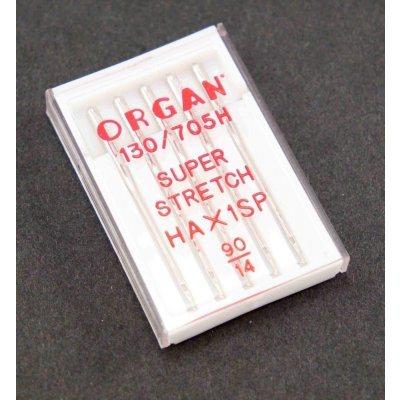 ORGAN
130/705H
SUPER
STRETCH
HA×1SP
90
14